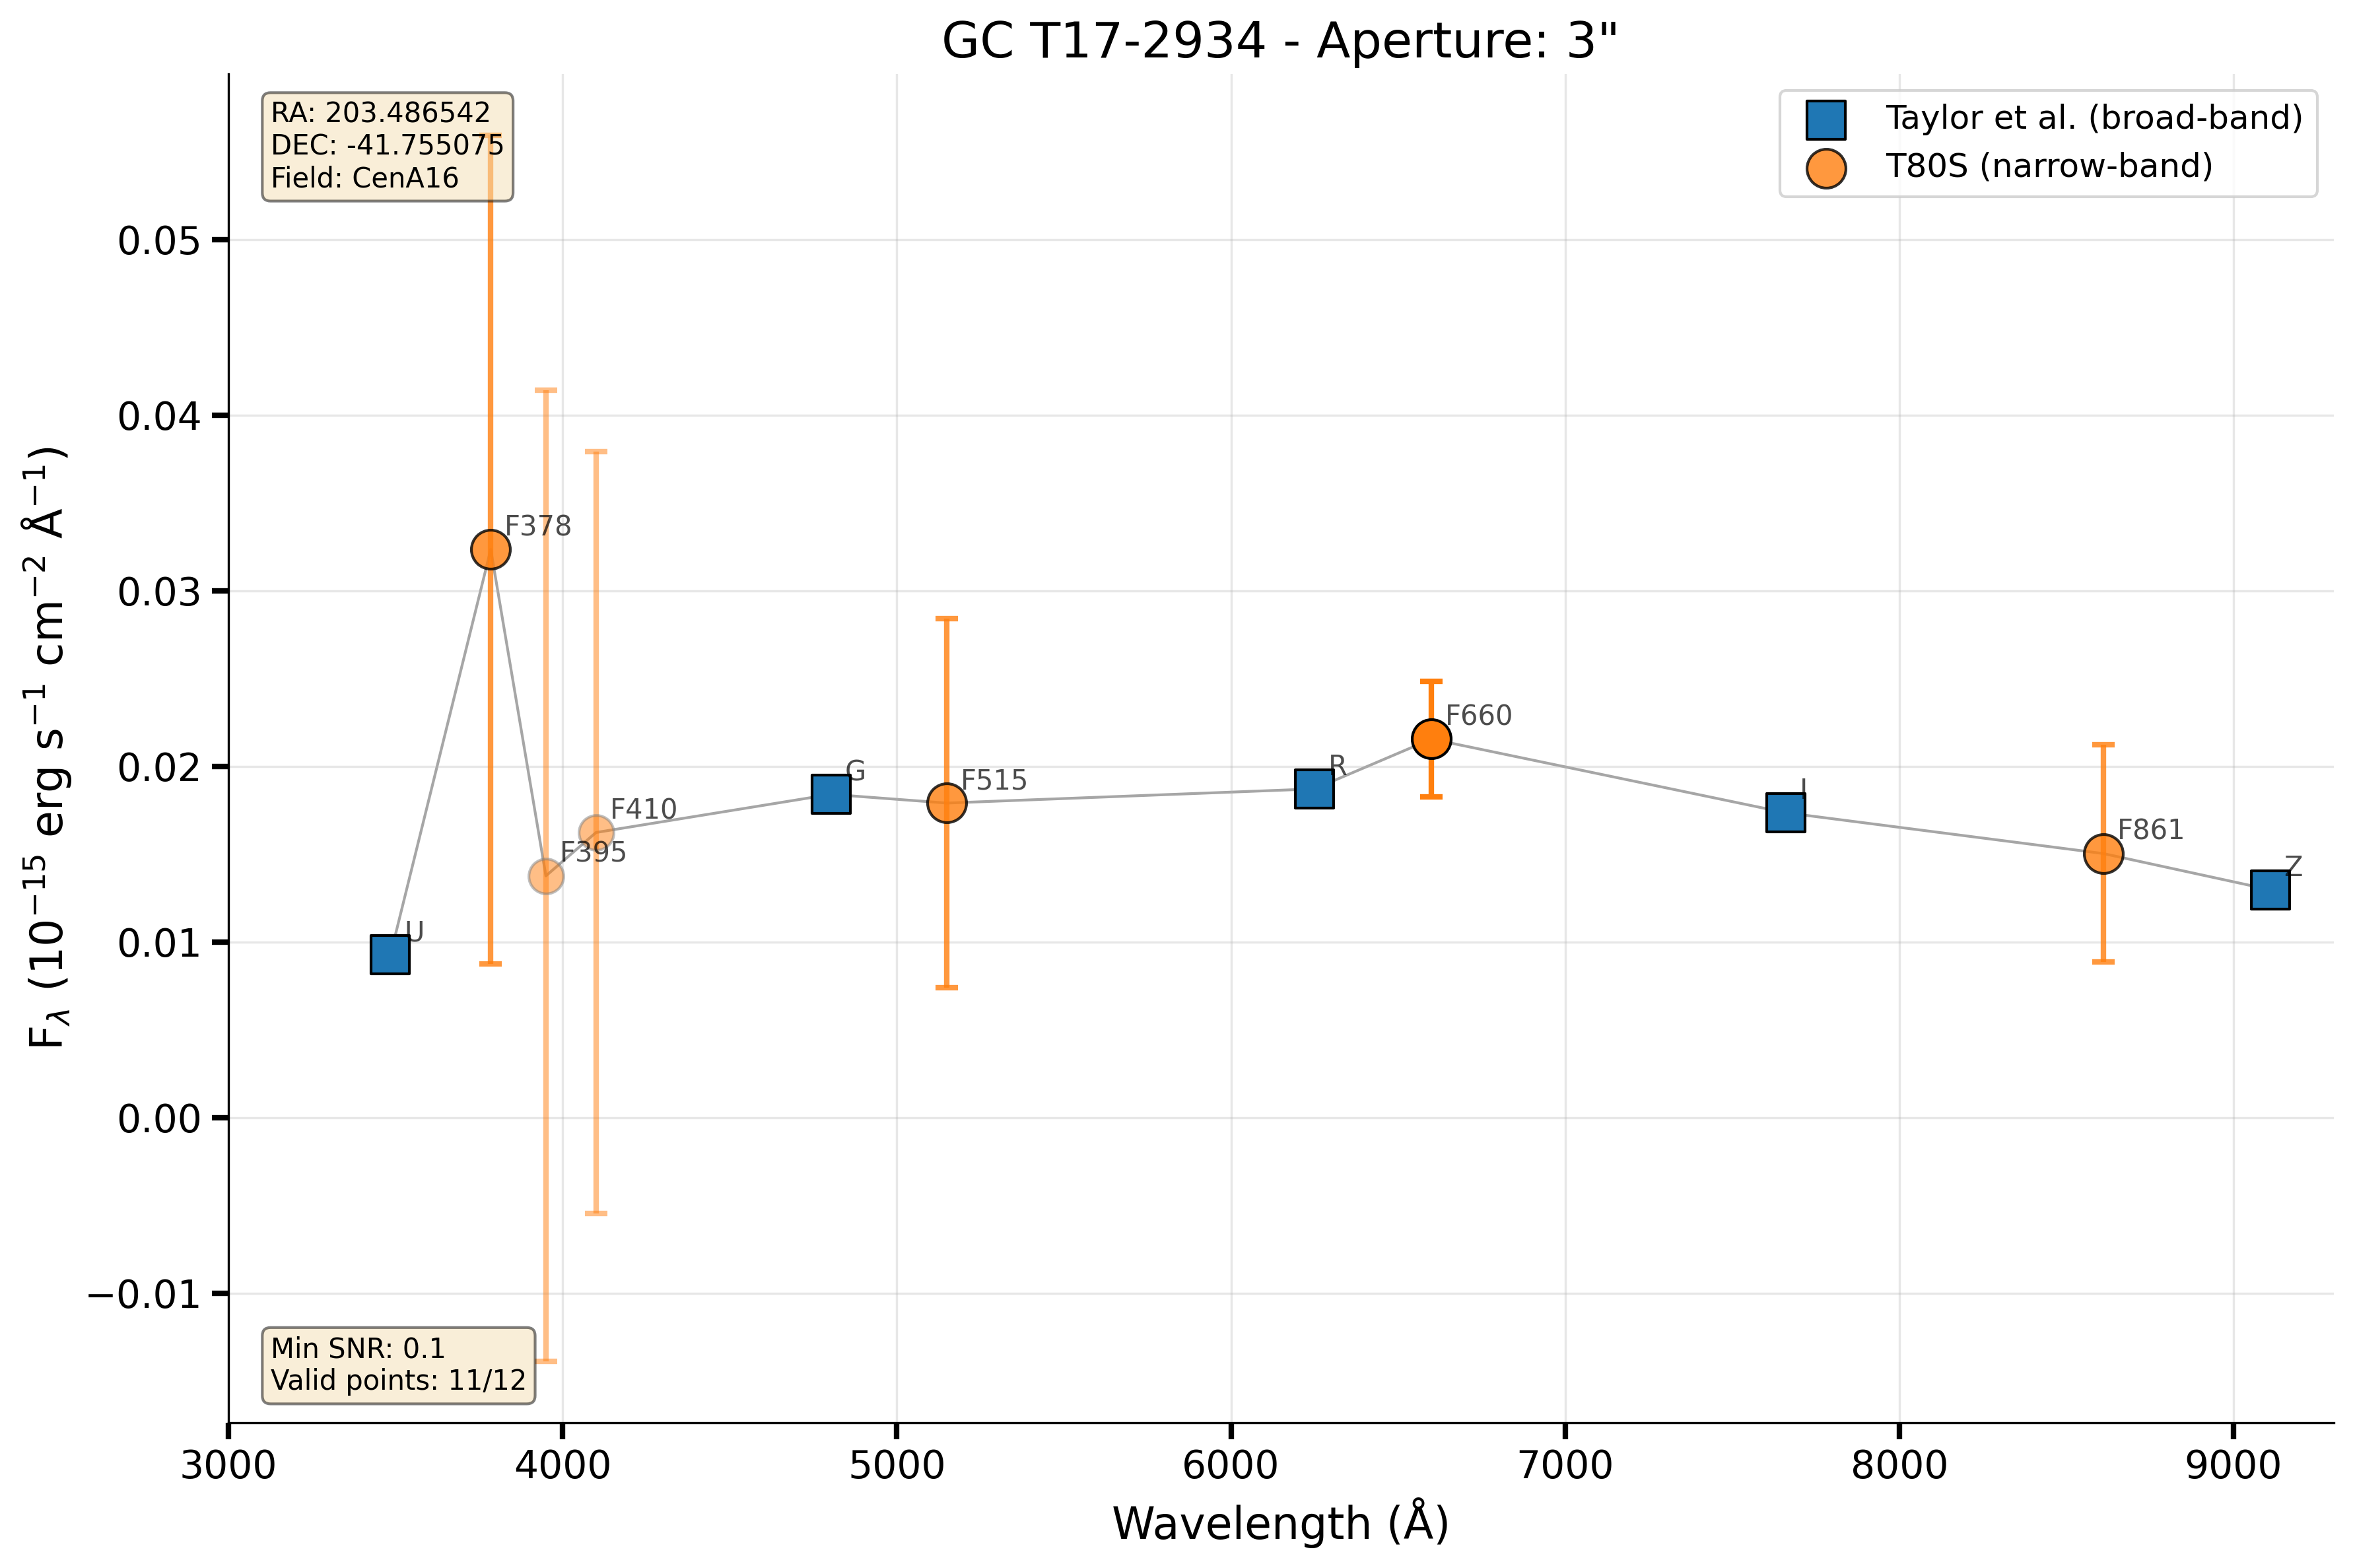 GC T17-2934 - Aperture: 3"
RA: 203.486542
DEC: -41.755075
Field: CenA16
Taylor et al. (broad-band)
T80S (narrow-band)
F_λ (10⁻¹⁵ erg s⁻¹ cm⁻² Å⁻¹)
0.05
0.04
0.03
0.02
0.01
0.00
−0.01
U
F378
F395
F410
G
F515
R
F660
I
F861
Z
Min SNR: 0.1
Valid points: 11/12
3000 4000 5000 6000 7000 8000 9000
Wavelength (Å)